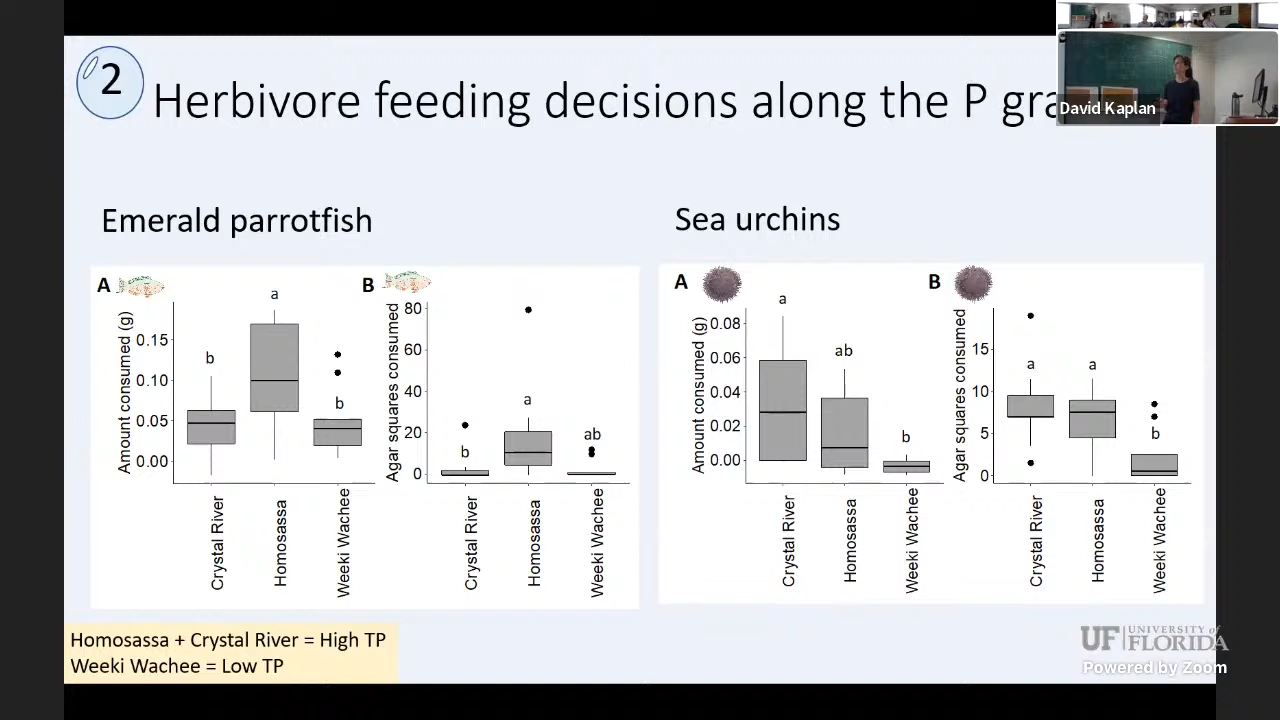 2
Herbivore feeding decisions along the P
David Kaplan
Emerald parrotfish
Sea urchins
A
B
Amount consumed (g)
0.15
0.10
0.05
0.00
b
a
b
Crystal River
Homosassa
Weeki Wachee
Agar squares consumed
80
60
40
20
0
b
a
ab
Crystal River
Homosassa
Weeki Wachee
A
B
Amount consumed (g)
0.08
0.06
0.04
0.02
0.00
a
ab
b
Crystal River
Homosassa
Weeki Wachee
Agar squares consumed
15
10
5
0
a
a
b
Crystal River
Homosassa
Weeki Wachee
Homosassa + Crystal River = High TP
Weeki Wachee = Low TP
UF UNIVERSITY of
FLORIDA
Powered by Zoom